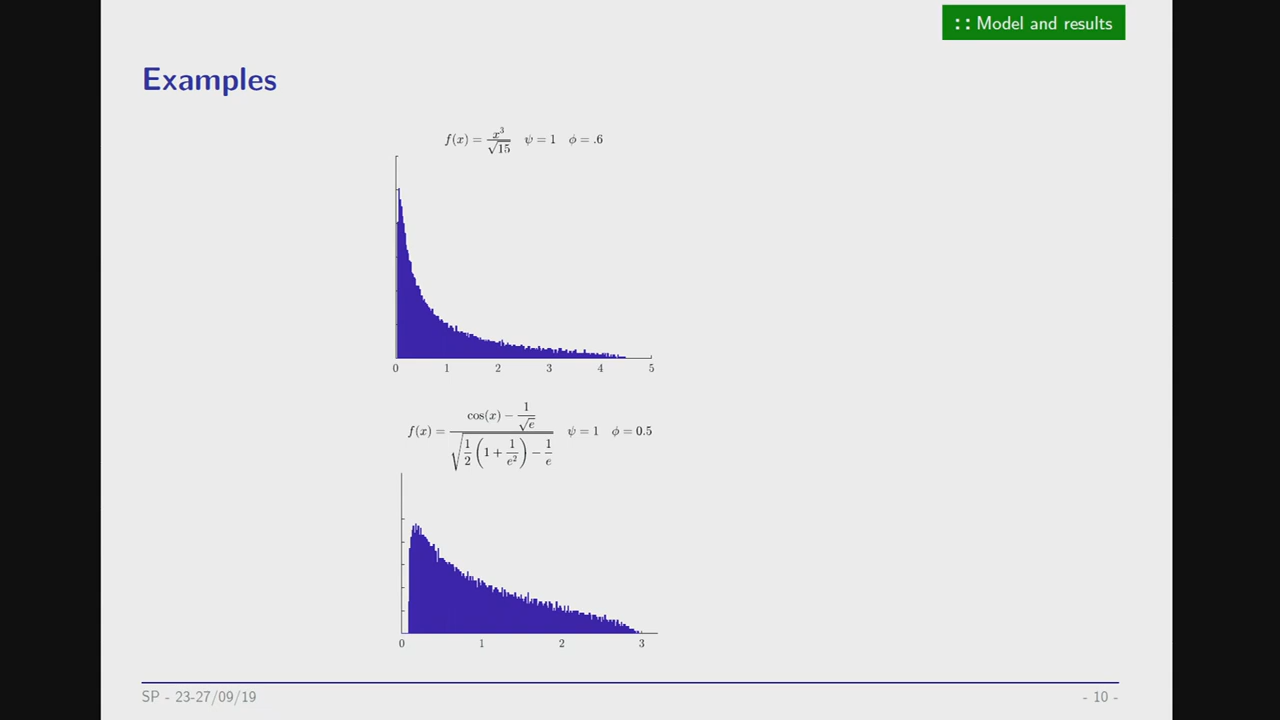 :: Model and results
Examples
f(x) = x³/√15   ψ = 1   φ = .6
0 1 2 3 4 5
f(x) = (cos(x) − 1/√e)/√(1/2 (1 + 1/e²) − 1/e)   ψ = 1   φ = 0.5
0 1 2 3
SP - 23-27/09/19
- 10 -